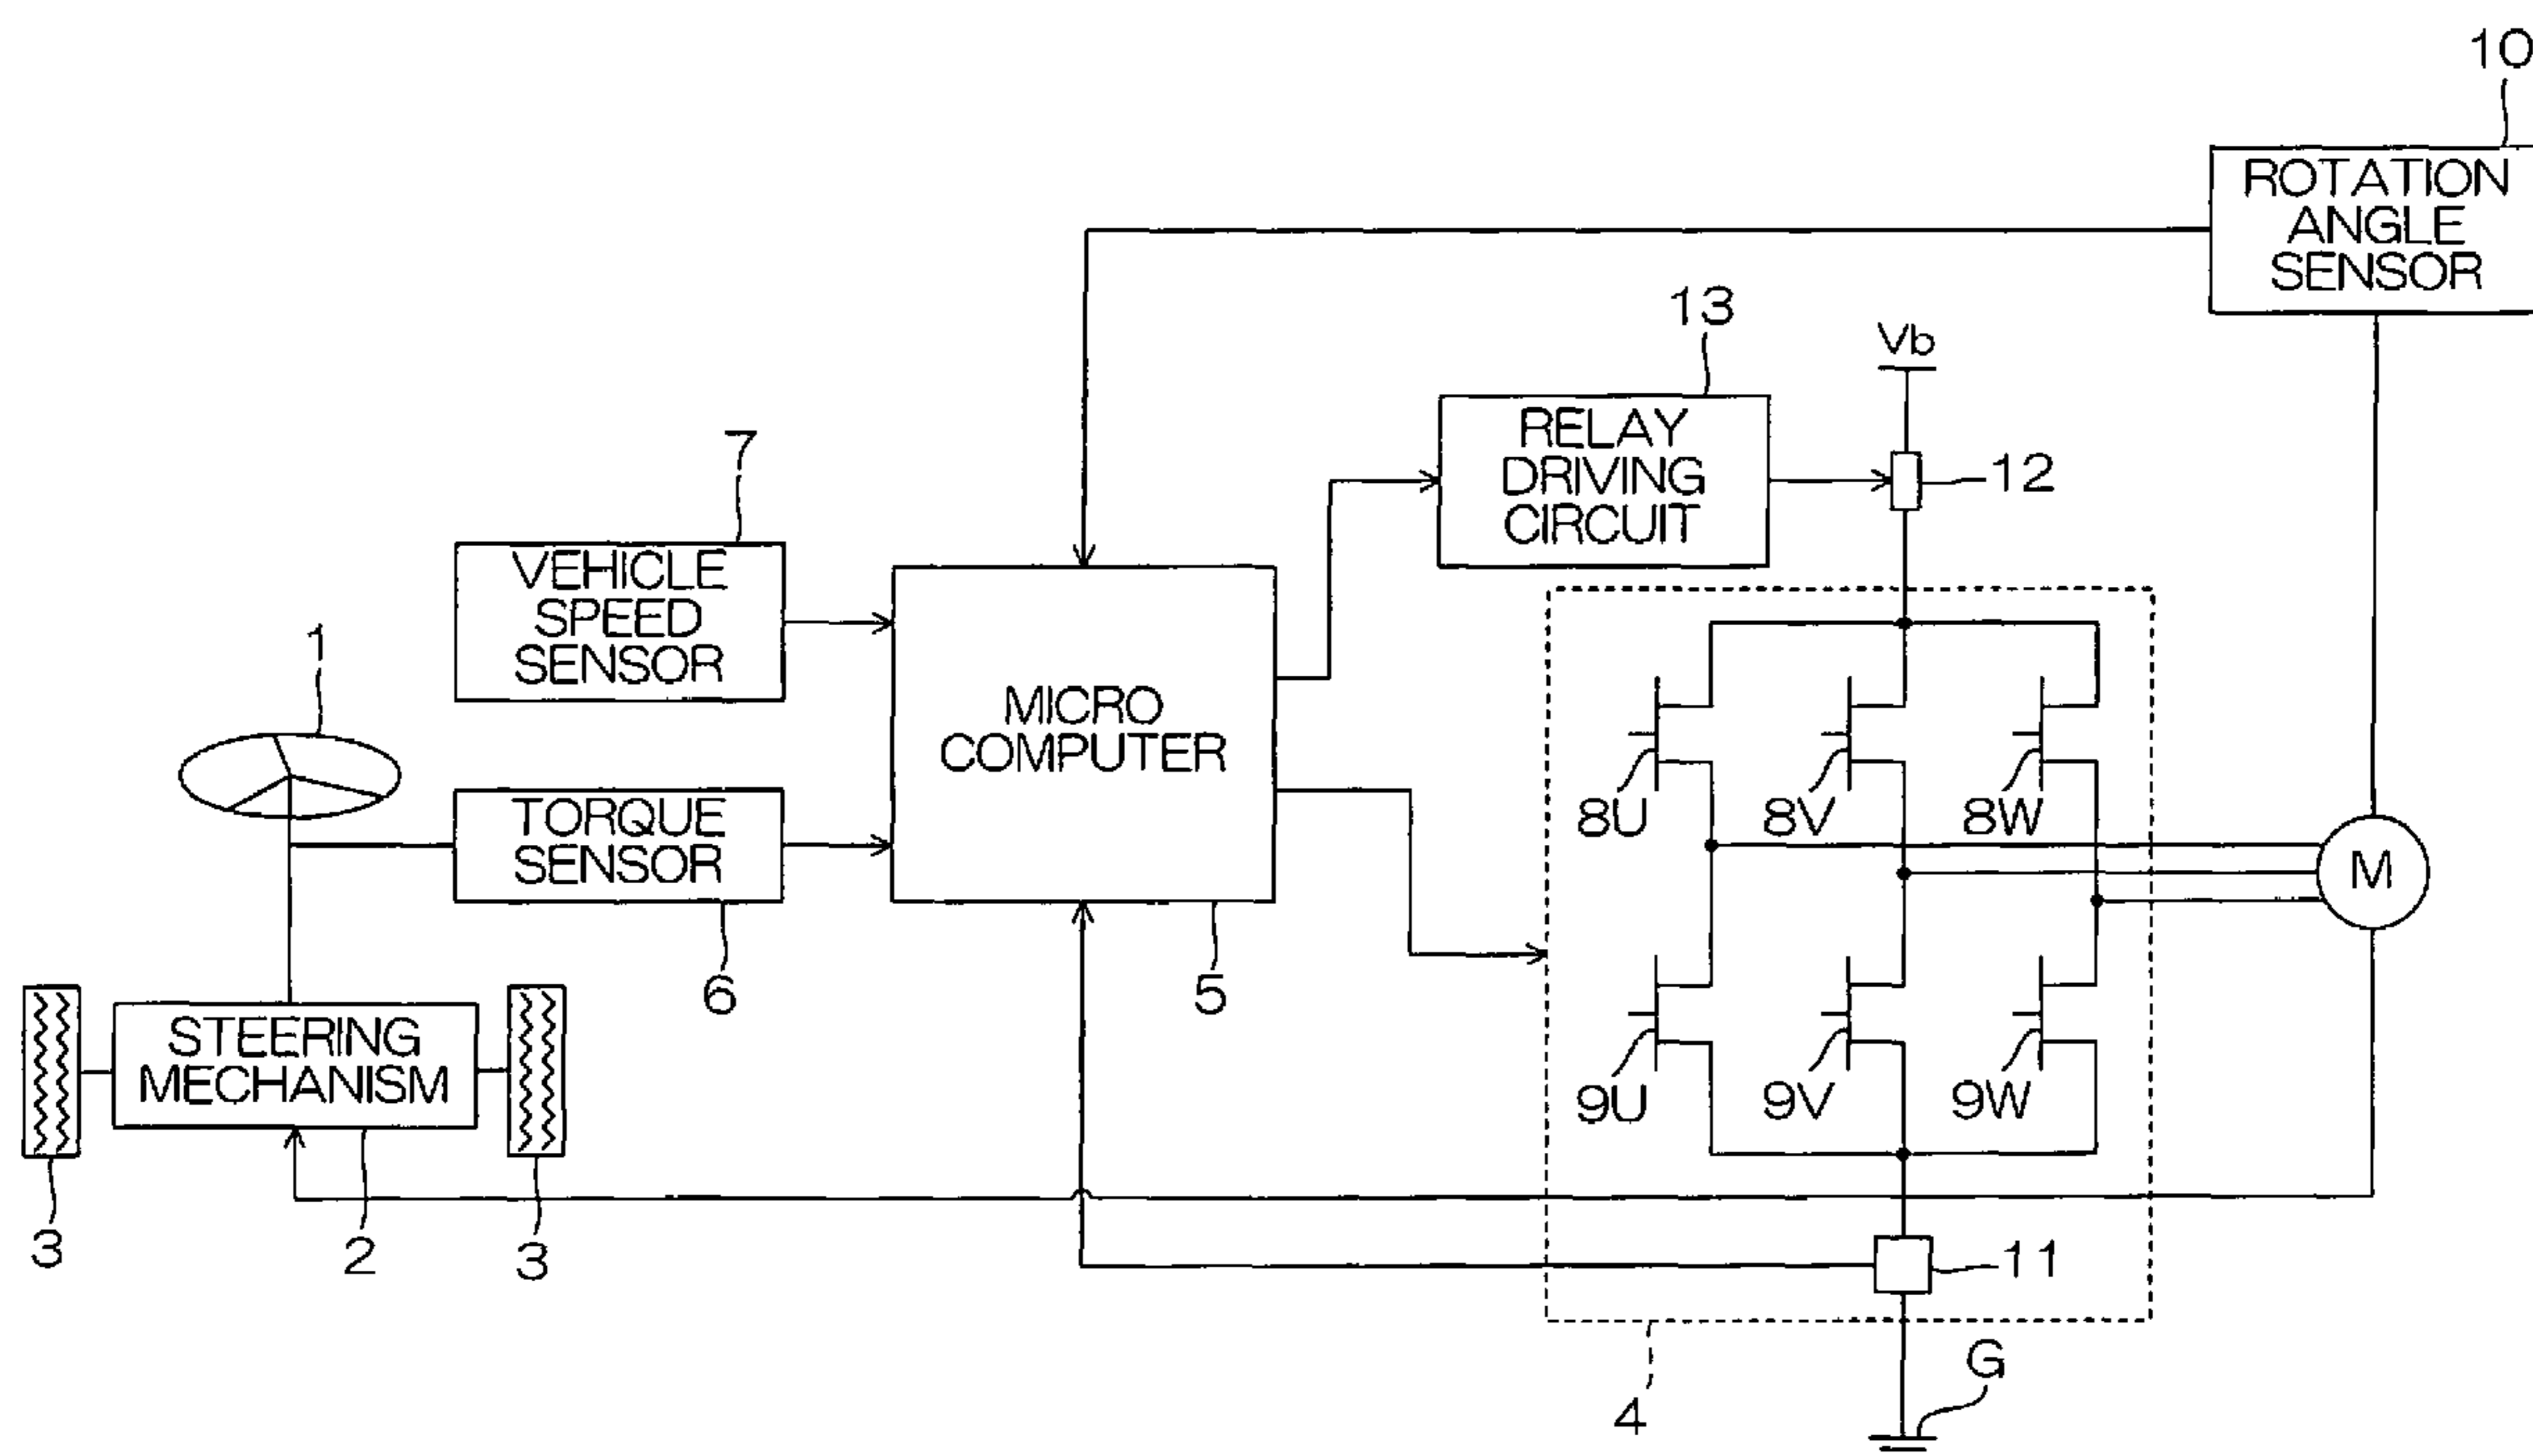 10
ROTATION
ANGLE
SENSOR
13
Vb
RELAY
DRIVING
CIRCUIT
12
7
VEHICLE
SPEED
SENSOR
1
MICRO
COMPUTER
8U
8V
8W
TORQUE
SENSOR
M
6
5
STEERING
MECHANISM
9U
9V
9W
3
2
3
11
G
4